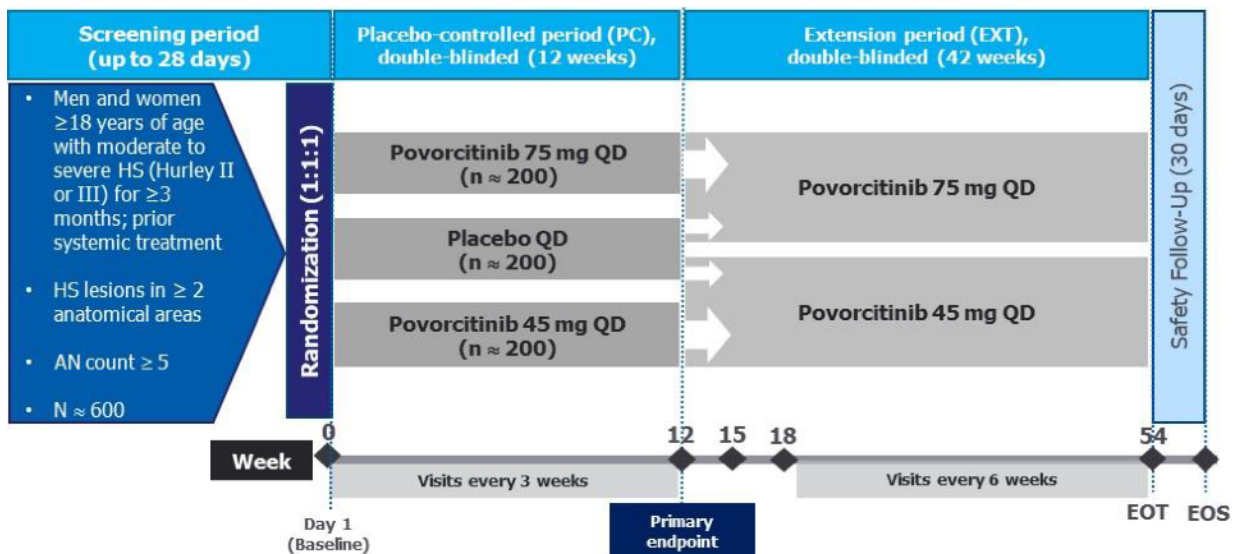 Screening period
(up to 28 days)
Placebo-controlled period (PC),
double-blinded (12 weeks)
Extension period (EXT),
double-blinded (42 weeks)
• Men and women
≥18 years of age
with moderate to
severe HS (Hurley II
or III) for ≥3
months; prior
systemic treatment
• HS lesions in ≥ 2
anatomical areas
• AN count ≥ 5
• N ≈ 600
Randomization (1:1:1)
Povorcitinib 75 mg QD
(n ≈ 200)
Placebo QD
(n ≈ 200)
Povorcitinib 45 mg QD
(n ≈ 200)
Povorcitinib 75 mg QD
Povorcitinib 45 mg QD
Safety Follow-Up (30 days)
Week
0
12
15
18
54
Visits every 3 weeks
Visits every 6 weeks
Day 1
(Baseline)
Primary
endpoint
EOT
EOS